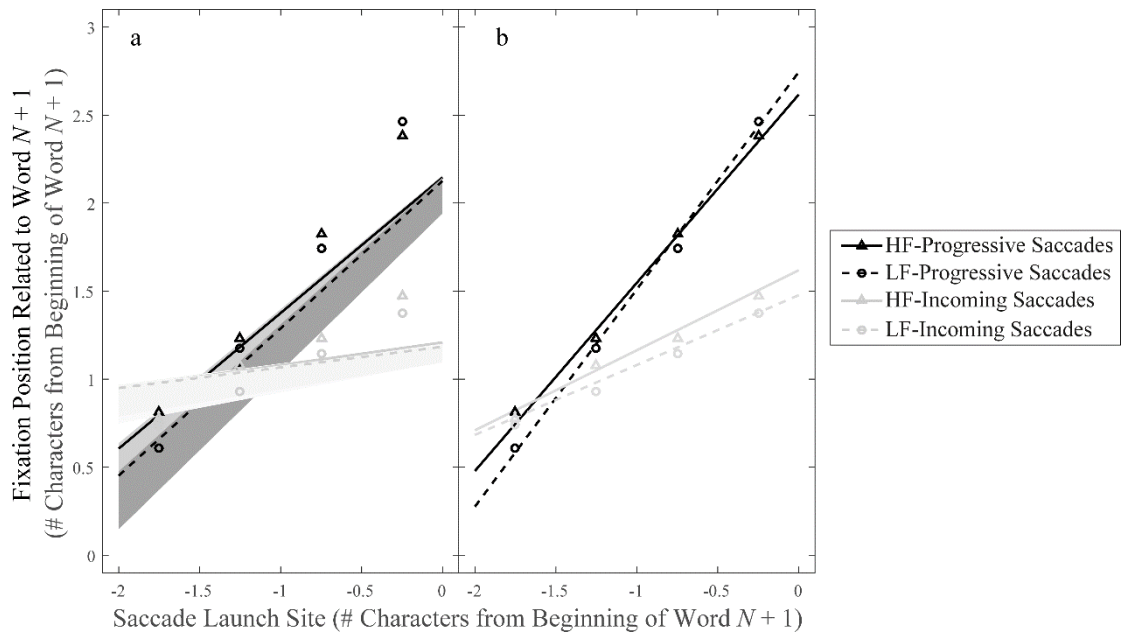 Fixation Position Related to Word N + 1
(# Characters from Beginning of Word N + 1)
a
b
3
2.5
2
1.5
1
0.5
0
-2
-1.5
-1
-0.5
0
-2
-1.5
-1
-0.5
0
Saccade Launch Site (# Characters from Beginning of Word N + 1)
HF-Progressive Saccades
LF-Progressive Saccades
HF-Incoming Saccades
LF-Incoming Saccades